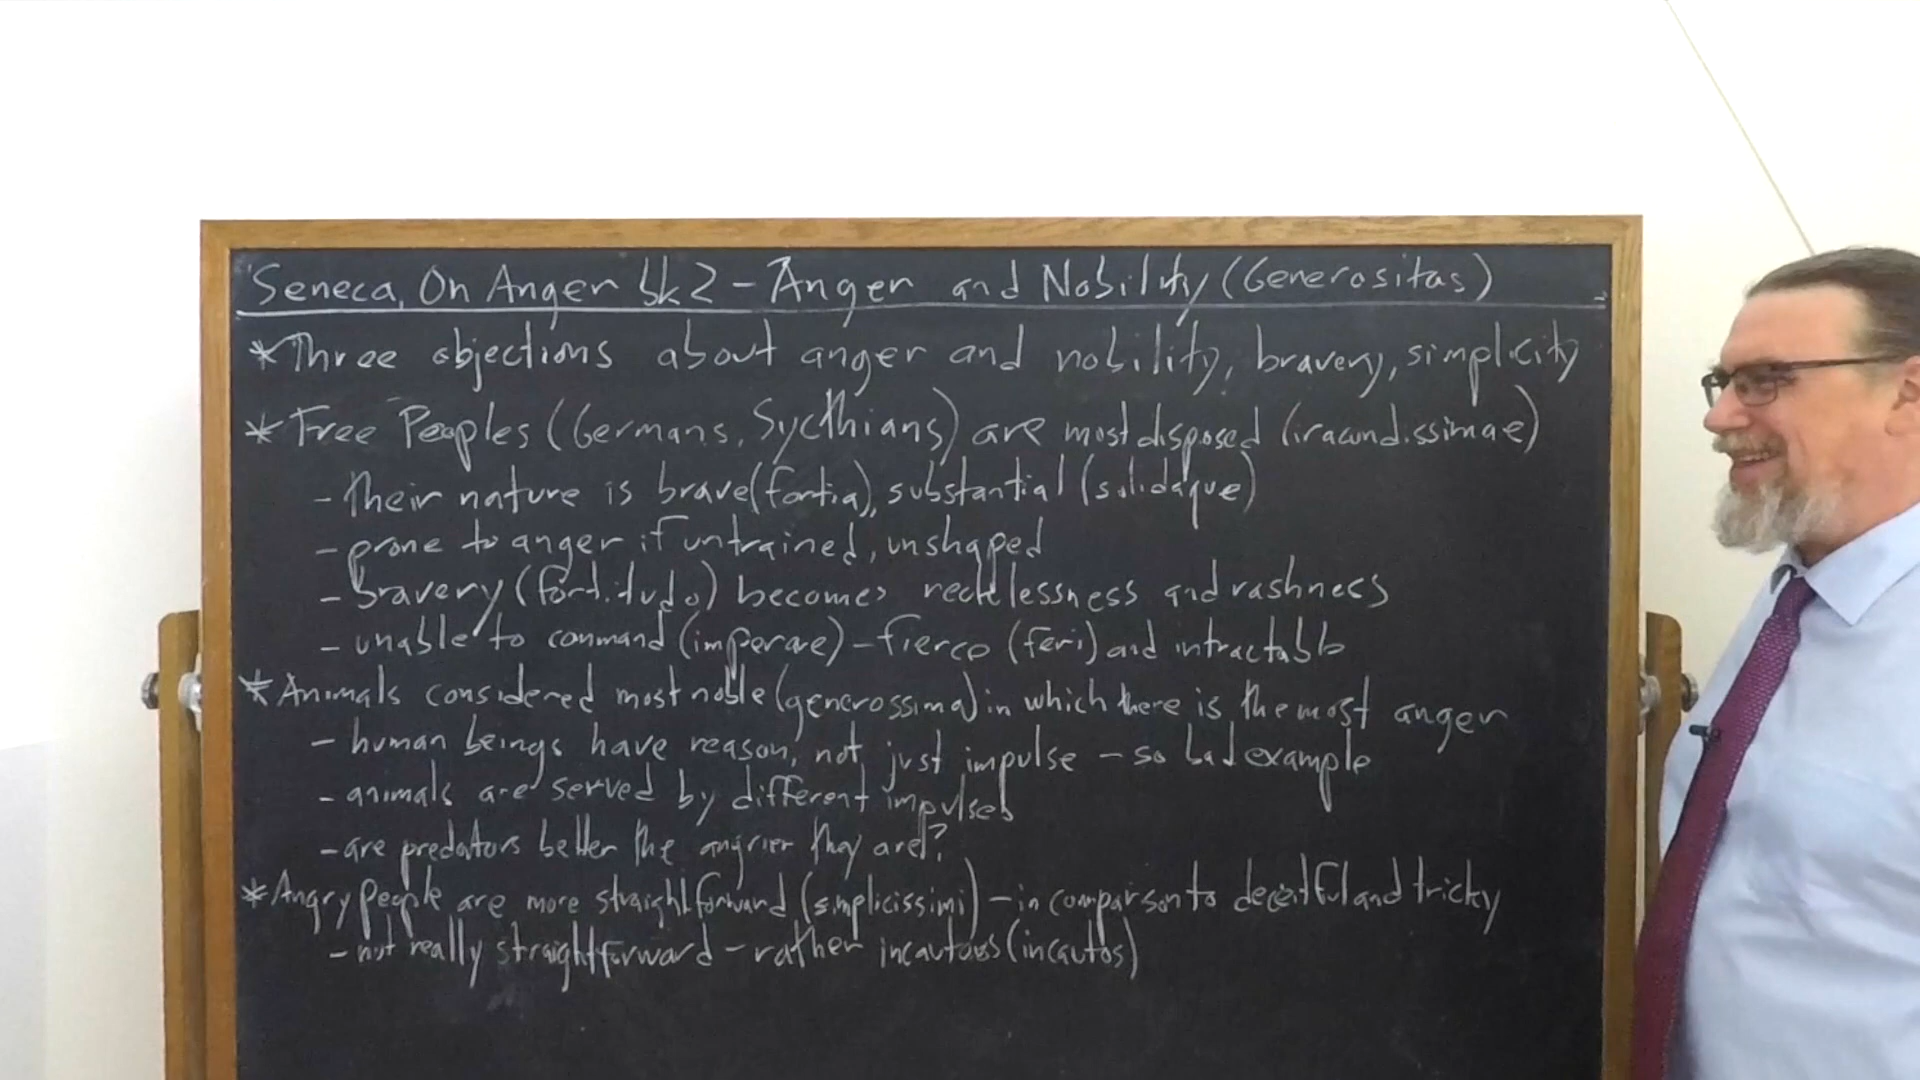 Seneca, On Anger bk 2 – Anger and Nobility (Generositas)
* Three objections about anger and nobility, bravery, simplicity
* Free Peoples (Germans, Sycthians) are most disposed (iracundissimae)
- their nature is brave (fortia), substantial (solidaque)
- prone to anger if untrained, unshaped
- bravery (fortitudo) becomes recklessness and rashness
- unable to command (imperare) – fierce (feri) and intractable
* Animals considered most noble (generossima) in which there is the most anger
- human beings have reason, not just impulse – so bad example
- animals are served by different impulses
- are predators better the angrier they are?
* Angry people are more straightforward (simplicissimi) – in comparison to deceitful and tricky
- not really straightforward – rather incautious (incautos)